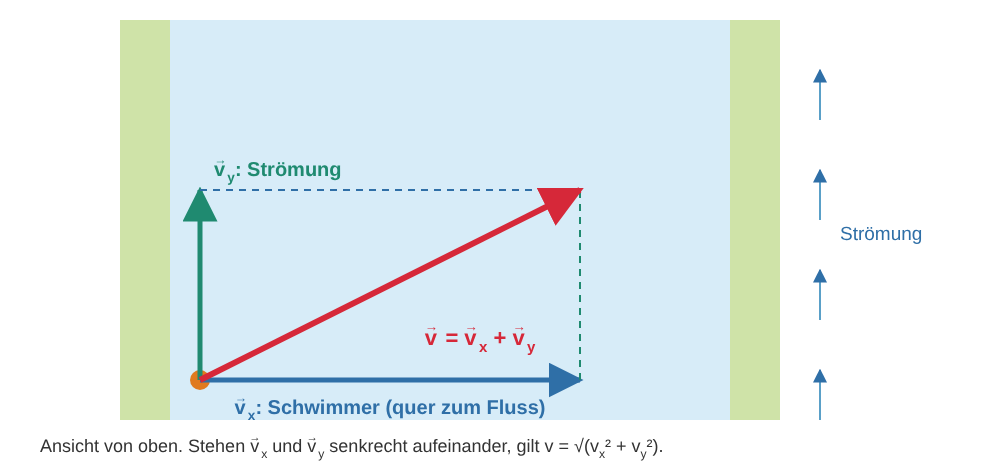 v⃗y: Strömung
Strömung
v⃗ = v⃗x + v⃗y
v⃗x: Schwimmer (quer zum Fluss)
Ansicht von oben. Stehen v⃗x und v⃗y senkrecht aufeinander, gilt v = √(vx² + vy²).